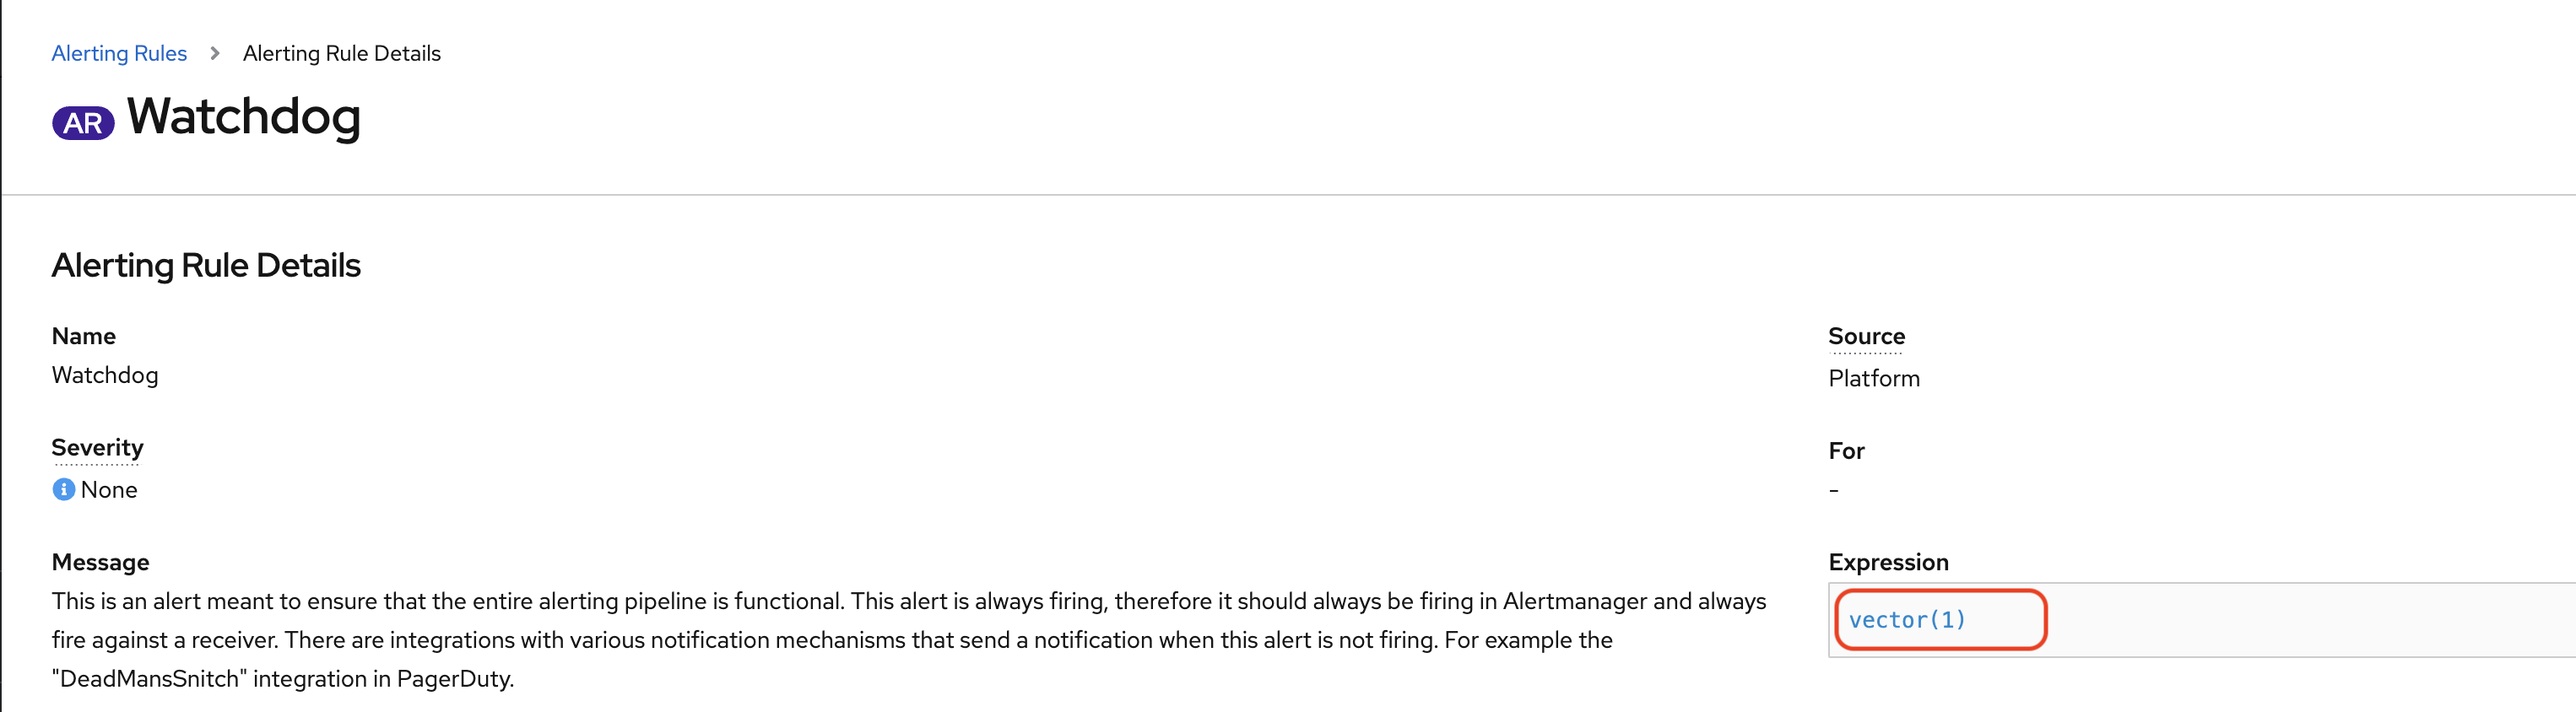 Alerting Rules > Alerting Rule Details
AR Watchdog
Alerting Rule Details
Name
Watchdog
Source
Platform
Severity
None
For
-
Message
This is an alert meant to ensure that the entire alerting pipeline is functional. This alert is always firing, therefore it should always be firing in Alertmanager and always
fire against a receiver. There are integrations with various notification mechanisms that send a notification when this alert is not firing. For example the
"DeadMansSnitch" integration in PagerDuty.
Expression
vector(1)